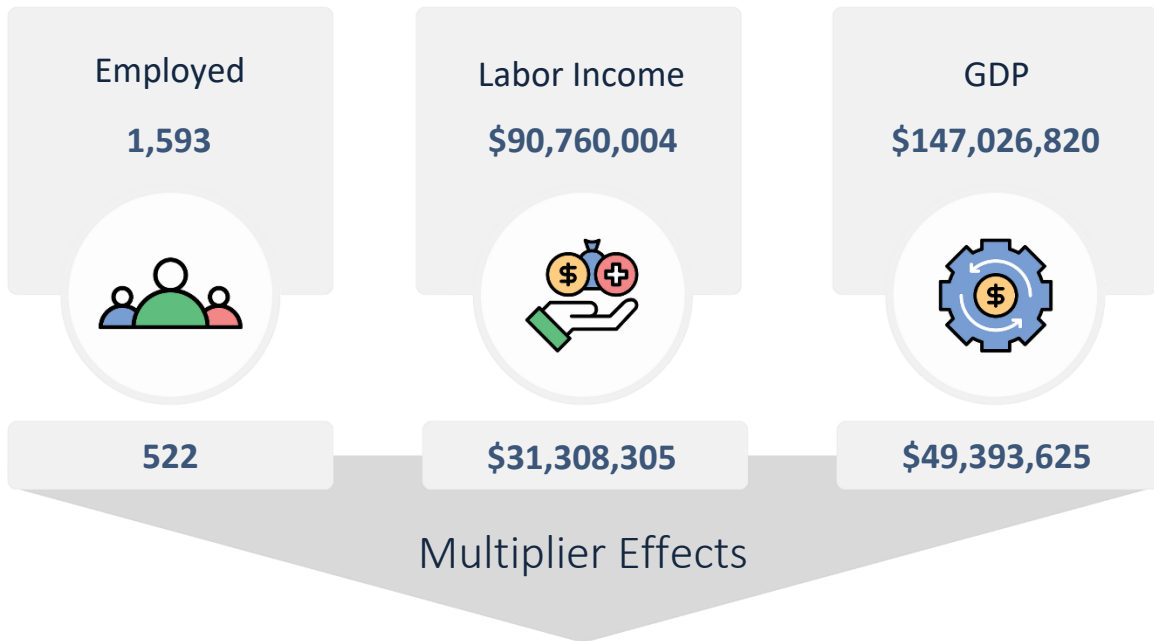 Employed
1,593
Labor Income
$90,760,004
GDP
$147,026,820
$
$
522
$31,308,305
$49,393,625
Multiplier Effects